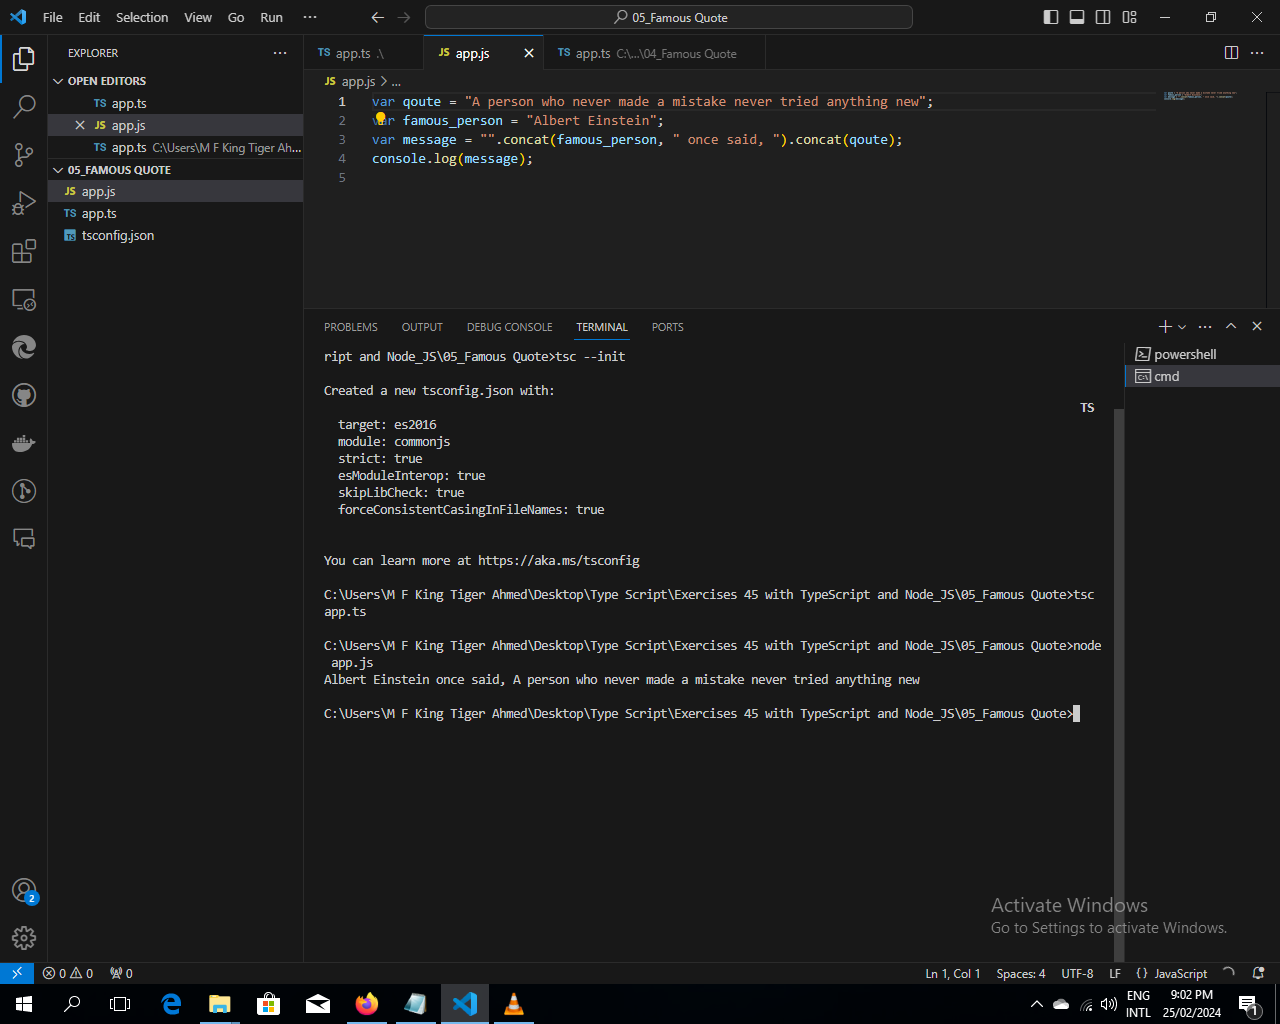 File Edit Selection View Go Run ···
05_Famous Quote
EXPLORER
OPEN EDITORS
TS app.ts
JS app.js
TS app.ts C:\Users\M F King Tiger Ah...
05_FAMOUS QUOTE
JS app.js
TS app.ts
TS tsconfig.json
TS app.ts .\
JS app.js
TS app.ts C:\...\04_Famous Quote
JS app.js > ...
1 var qoute = "A person who never made a mistake never tried anything new";
2 var famous_person = "Albert Einstein";
3 var message = "".concat(famous_person, " once said, ").concat(qoute);
4 console.log(message);
5
PROBLEMS OUTPUT DEBUG CONSOLE TERMINAL PORTS
ript and Node_JS\05_Famous Quote>tsc --init
Created a new tsconfig.json with:
TS
target: es2016
module: commonjs
strict: true
esModuleInterop: true
skipLibCheck: true
forceConsistentCasingInFileNames: true
You can learn more at https://aka.ms/tsconfig
C:\Users\M F King Tiger Ahmed\Desktop\Type Script\Exercises 45 with TypeScript and Node_JS\05_Famous Quote>tsc
app.ts
C:\Users\M F King Tiger Ahmed\Desktop\Type Script\Exercises 45 with TypeScript and Node_JS\05_Famous Quote>node
app.js
Albert Einstein once said, A person who never made a mistake never tried anything new
C:\Users\M F King Tiger Ahmed\Desktop\Type Script\Exercises 45 with TypeScript and Node_JS\05_Famous Quote>
powershell
cmd
Activate Windows
Go to Settings to activate Windows.
2
0 0 0
Ln 1, Col 1 Spaces: 4 UTF-8 LF {} JavaScript
ENG
INTL
9:02 PM
25/02/2024
1